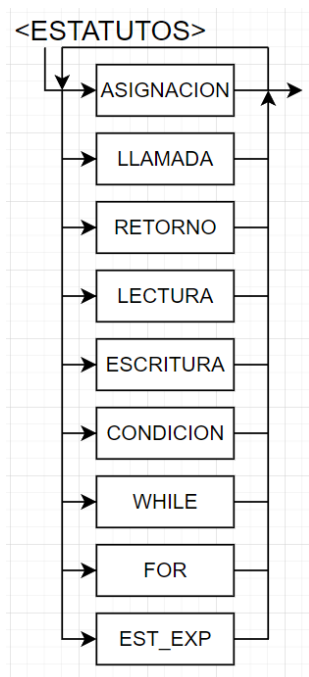 <ESTATUTOS>
ASIGNACION
LLAMADA
RETORNO
LECTURA
ESCRITURA
CONDICION
WHILE
FOR
EST_EXP